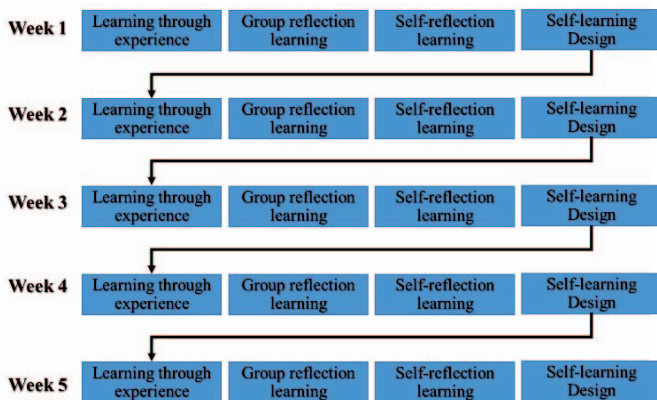 Week 1
Learning through
experience
Group reflection
learning
Self-reflection
learning
Self-learning
Design
Week 2
Learning through
experience
Group reflection
learning
Self-reflection
learning
Self-learning
Design
Week 3
Learning through
experience
Group reflection
learning
Self-reflection
learning
Self-learning
Design
Week 4
Learning through
experience
Group reflection
learning
Self-reflection
learning
Self-learning
Design
Week 5
Learning through
experience
Group reflection
learning
Self-reflection
learning
Self-learning
Design